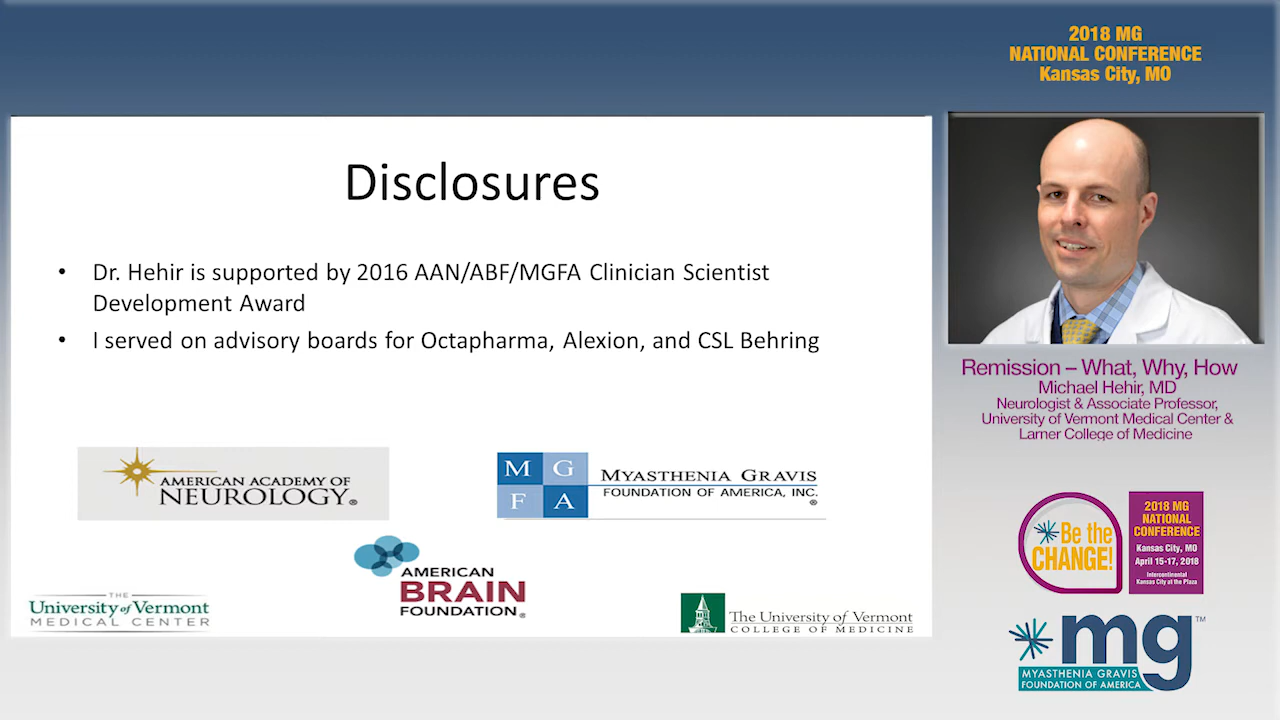 2018 MG
NATIONAL CONFERENCE
Kansas City, MO
Disclosures
• Dr. Hehir is supported by 2016 AAN/ABF/MGFA Clinician Scientist
Development Award
• I served on advisory boards for Octapharma, Alexion, and CSL Behring
AMERICAN ACADEMY OF
NEUROLOGY®
M G
F A
MYASTHENIA GRAVIS
FOUNDATION OF AMERICA, INC.
®
AMERICAN
BRAIN
FOUNDATION®
THE
University of Vermont
MEDICAL CENTER
The University of Vermont
COLLEGE OF MEDICINE
Remission – What, Why, How
Michael Hehir, MD
Neurologist & Associate Professor,
University of Vermont Medical Center &
Larner College of Medicine
Be the
CHANGE!
2018 MG
NATIONAL
CONFERENCE
Kansas City, MO
April 15-17, 2018
Intercontinental
Kansas City at the Plaza
mg™
MYASTHENIA GRAVIS
FOUNDATION OF AMERICA